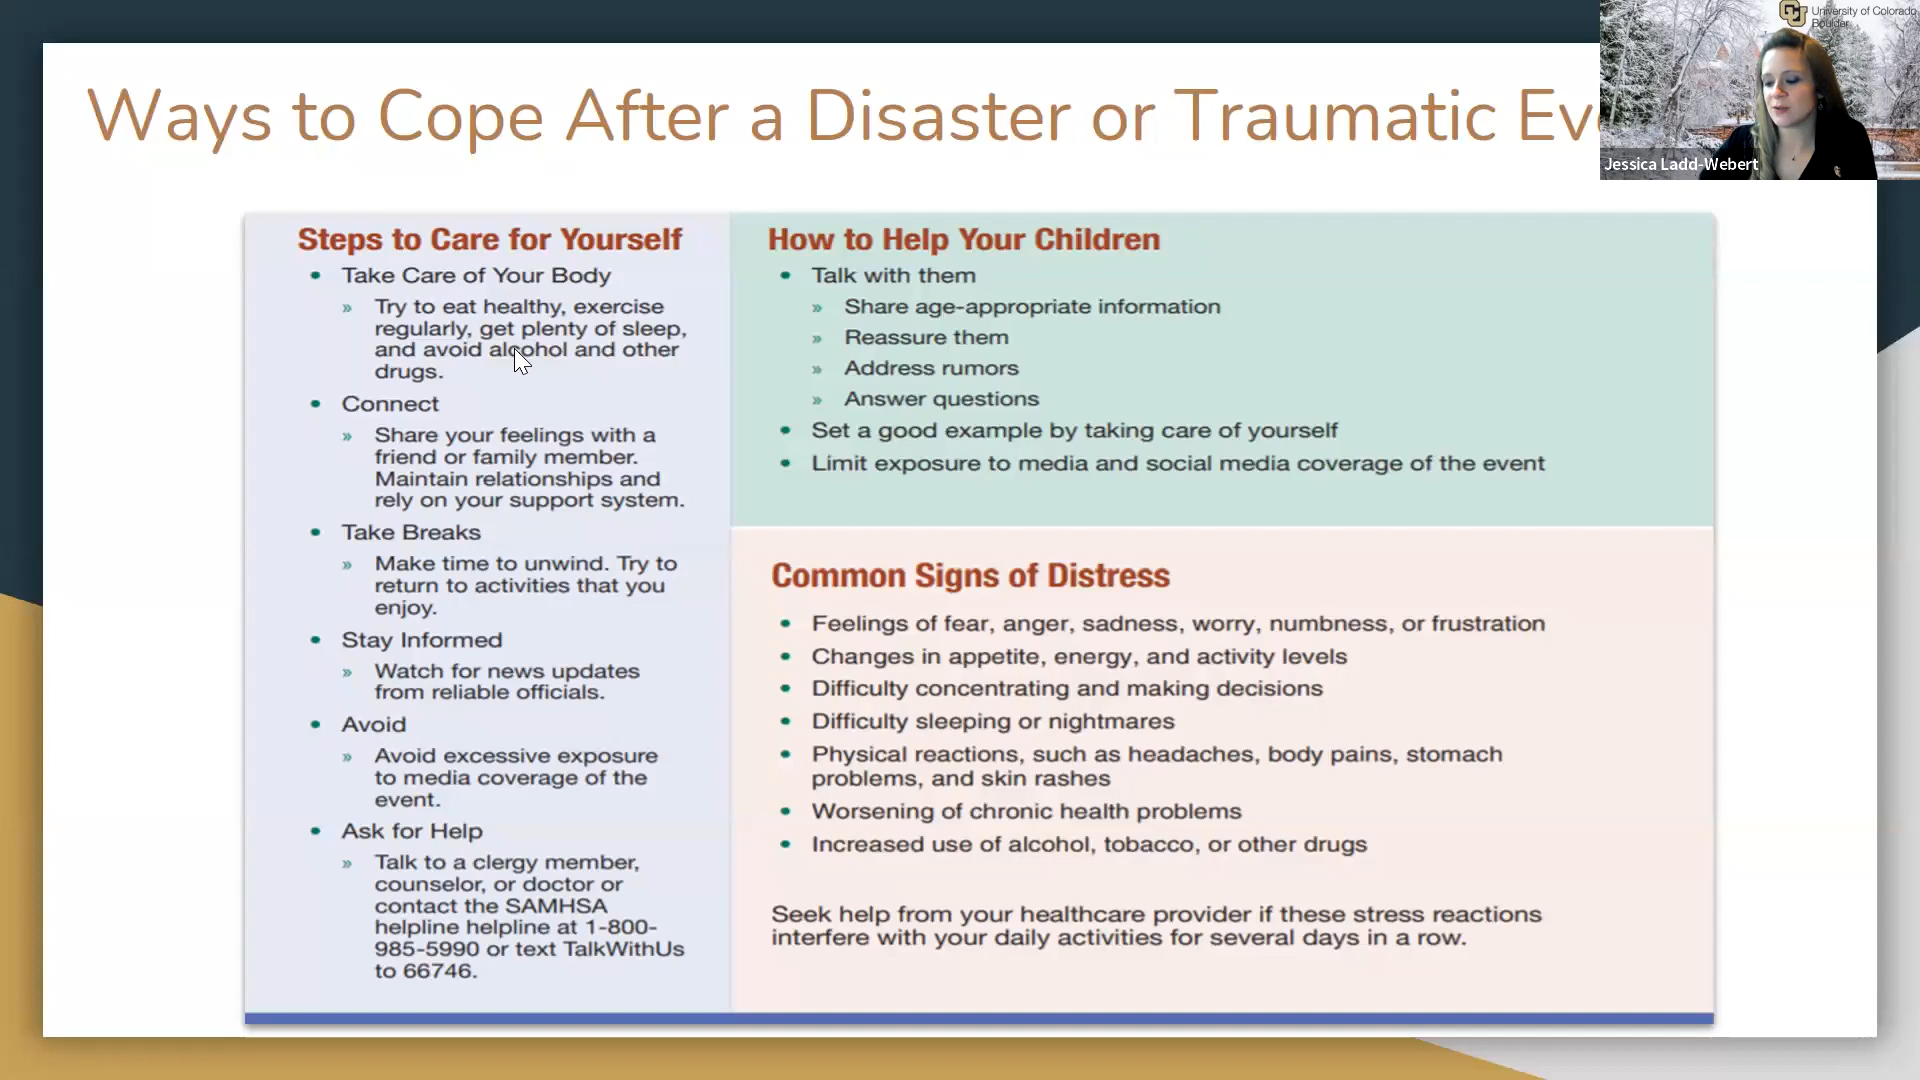 Ways to Cope After a Disaster or Traumatic
University of Colorado
Boulder
Jessica Ladd-Webert
Steps to Care for Yourself
• Take Care of Your Body
» Try to eat healthy, exercise
regularly, get plenty of sleep,
and avoid alcohol and other
drugs.
• Connect
» Share your feelings with a
friend or family member.
Maintain relationships and
rely on your support system.
• Take Breaks
» Make time to unwind. Try to
return to activities that you
enjoy.
• Stay Informed
» Watch for news updates
from reliable officials.
• Avoid
» Avoid excessive exposure
to media coverage of the
event.
• Ask for Help
» Talk to a clergy member,
counselor, or doctor or
contact the SAMHSA
helpline helpline at 1-800-
985-5990 or text TalkWithUs
to 66746.
How to Help Your Children
• Talk with them
» Share age-appropriate information
» Reassure them
» Address rumors
» Answer questions
• Set a good example by taking care of yourself
• Limit exposure to media and social media coverage of the event
Common Signs of Distress
• Feelings of fear, anger, sadness, worry, numbness, or frustration
• Changes in appetite, energy, and activity levels
• Difficulty concentrating and making decisions
• Difficulty sleeping or nightmares
• Physical reactions, such as headaches, body pains, stomach
problems, and skin rashes
• Worsening of chronic health problems
• Increased use of alcohol, tobacco, or other drugs
Seek help from your healthcare provider if these stress reactions
interfere with your daily activities for several days in a row.